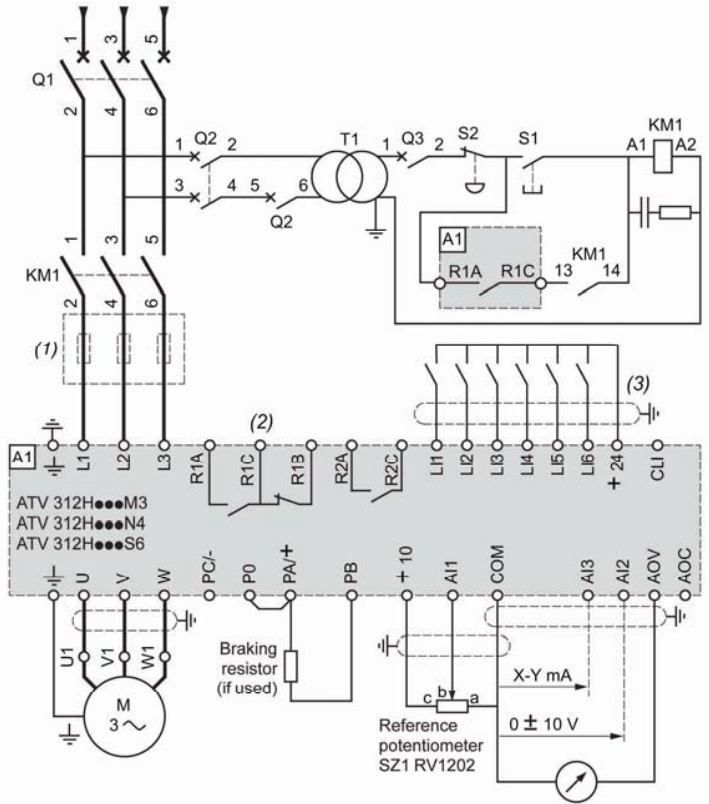 1 3 5
Q1
2 4 6
1 Q2 2 T1 1 Q3 2 S2 S1 A1 KM1 A2
3 4 5 Q2 6
A1
R1A R1C 13 KM1 14
1 3 5
KM1
2 4 6
(1)
(2)
(3)
A1
L1 L2 L3 R1A R1C R1B R2A R2C LI1 LI2 LI3 LI4 LI5 LI6 +24 CLI
ATV 312H●●●M3
ATV 312H●●●N4
ATV 312H●●●S6
U V W PC/- P0 PA/+ PB +10 AI1 COM AI3 AI2 AOV AOC
U1 V1 W1
M
3
Braking
resistor
(if used)
c b a
X-Y mA
0 ± 10 V
Reference
potentiometer
SZ1 RV1202